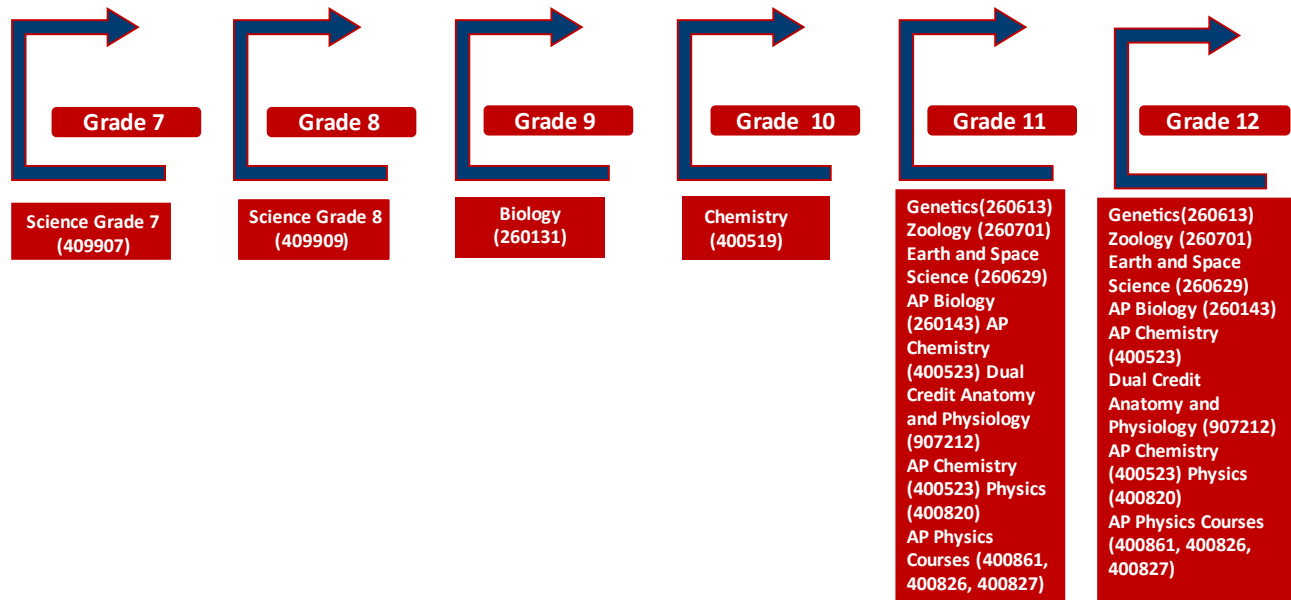 Grade 7
Grade 8
Grade 9
Grade  10
Grade 11
Grade 12
Science Grade 7
(409907)
Science Grade 8
(409909)
Biology
(260131)
Chemistry
(400519)
Genetics(260613)
Zoology (260701)
Earth and Space
Science (260629)
AP Biology
(260143) AP
Chemistry
(400523) Dual
Credit Anatomy
and Physiology
(907212)
AP Chemistry
(400523) Physics
(400820)
AP Physics
Courses (400861,
400826, 400827)
Genetics(260613)
Zoology (260701)
Earth and Space
Science (260629)
AP Biology (260143)
AP Chemistry
(400523)
Dual Credit
Anatomy and
Physiology (907212)
AP Chemistry
(400523) Physics
(400820)
AP Physics Courses
(400861, 400826,
400827)